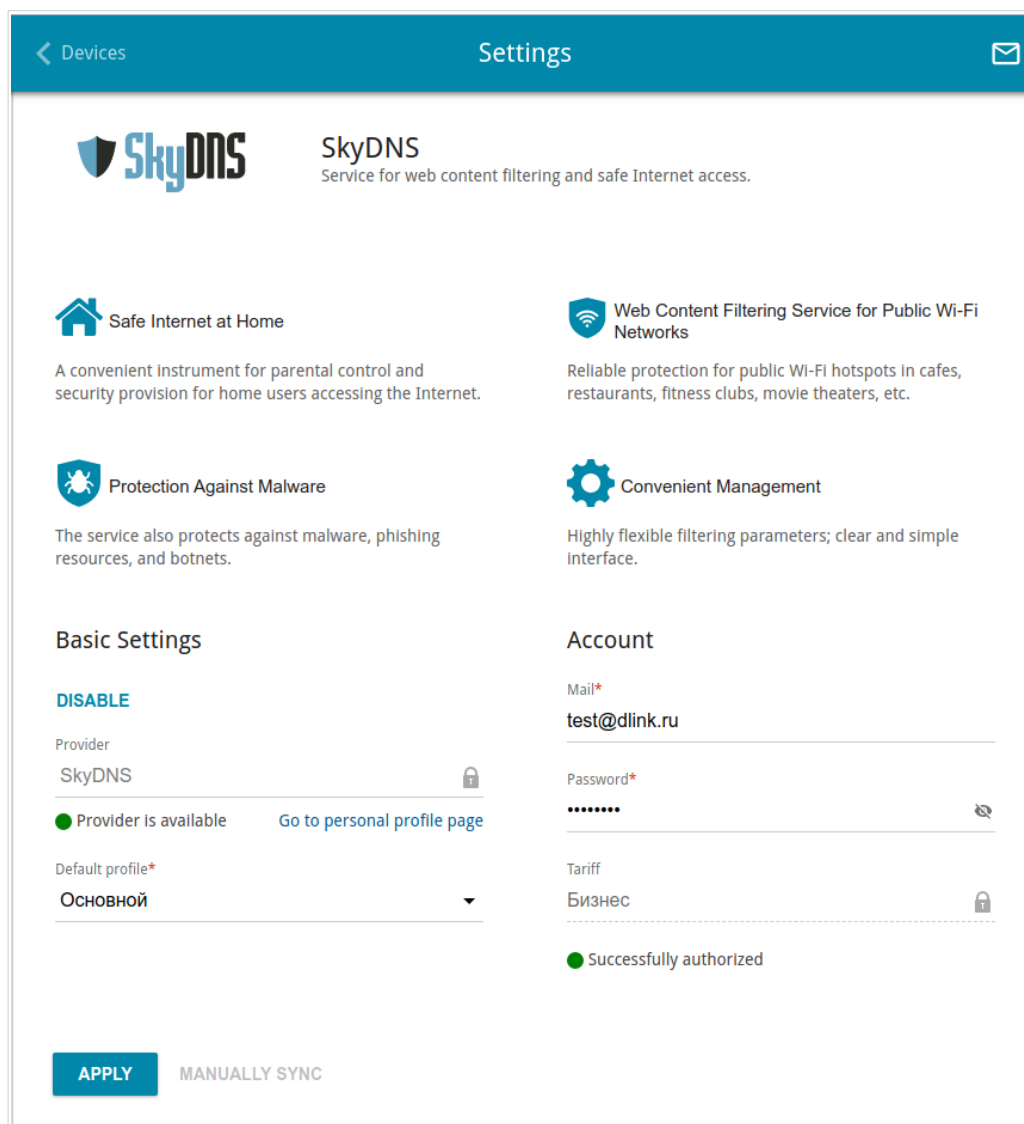 Devices
Settings
SkyDNS
SkyDNS
Service for web content filtering and safe Internet access.
Safe Internet at Home
A convenient instrument for parental control and
security provision for home users accessing the Internet.
Web Content Filtering Service for Public Wi-Fi
Networks
Reliable protection for public Wi-Fi hotspots in cafes,
restaurants, fitness clubs, movie theaters, etc.
Protection Against Malware
The service also protects against malware, phishing
resources, and botnets.
Convenient Management
Highly flexible filtering parameters; clear and simple
interface.
Basic Settings
DISABLE
Provider
SkyDNS
Provider is available
Go to personal profile page
Default profile*
Основной
Account
Mail*
test@dlink.ru
Password*
••••••••
Tariff
Бизнес
Successfully authorized
APPLY
MANUALLY SYNC